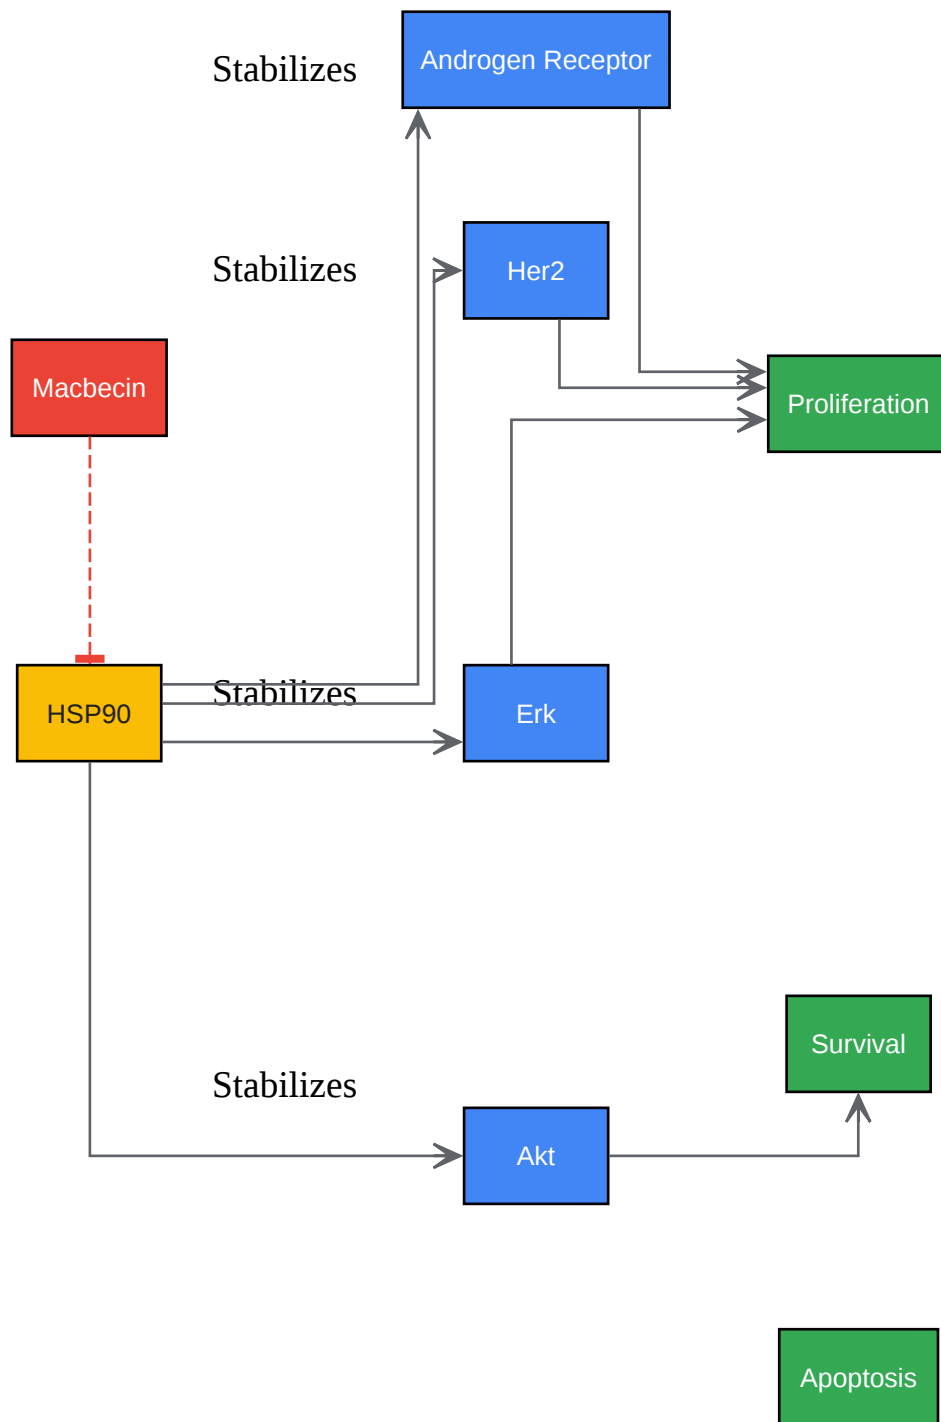 Androgen Receptor
Stabilizes
Stabilizes
Her2
Macbecin
Proliferation
HSP90
Stabilizes
Erk
Survival
Stabilizes
Akt
Apoptosis